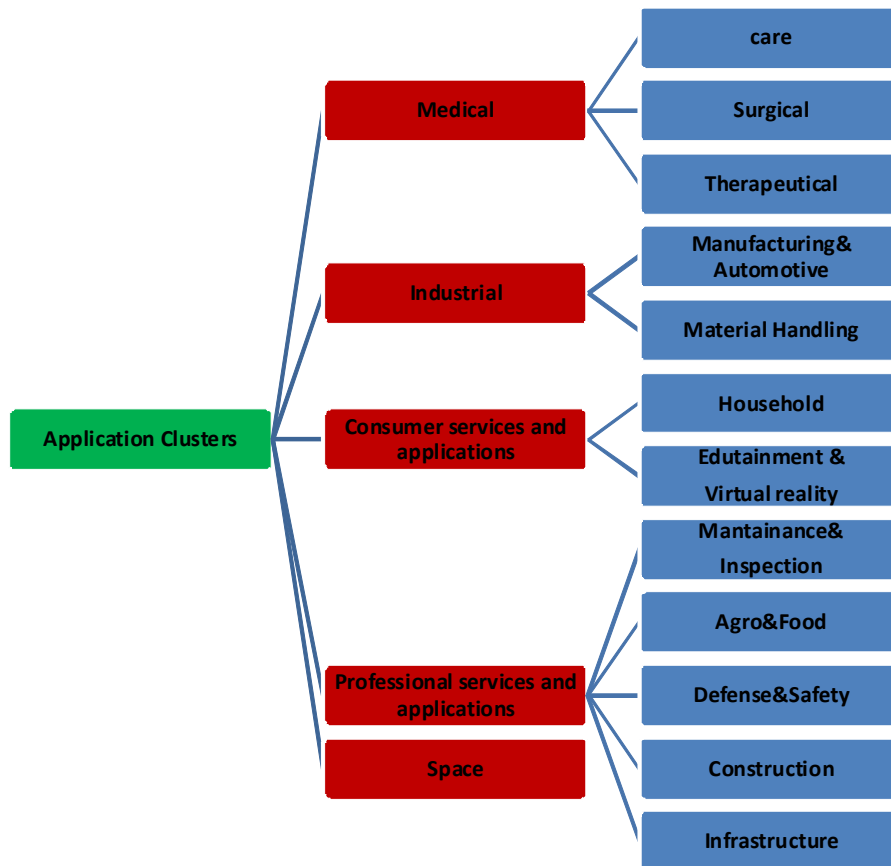 care
Medical
Surgical
Therapeutical
Manufacturing&
Automotive
Industrial
Material Handling
Application Clusters
Consumer services and
applications
Household
Edutainment &
Virtual reality
Mantainance&
Inspection
Agro&Food
Professional services and
applications
Defense&Safety
Space
Construction
Infrastructure